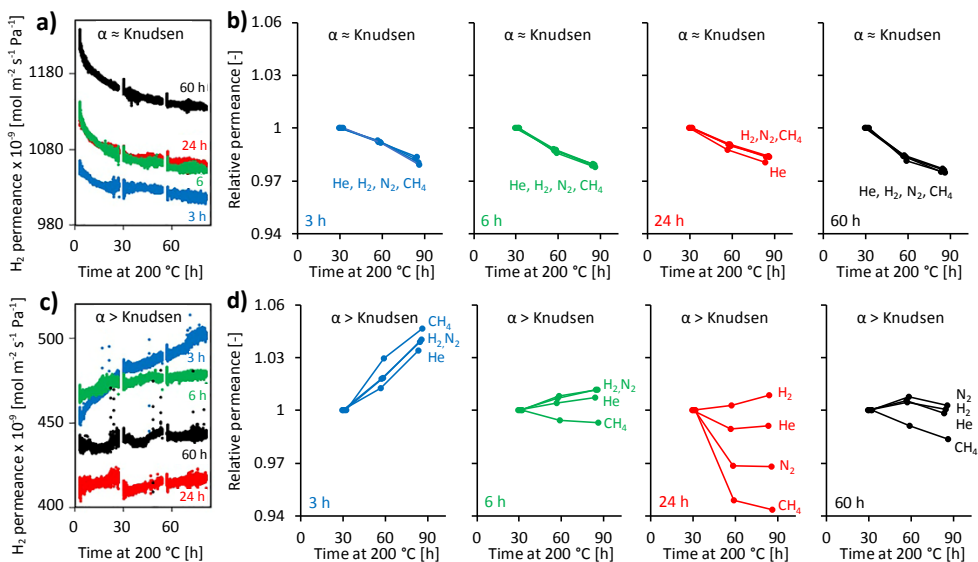 a)
H₂ permeance x 10⁻⁹ [mol m⁻² s⁻¹ Pa⁻¹]
1180
1080
980
60 h
24 h
6
3 h
30
60
Time at 200 °C [h]
b)
Relative permeance [-]
1.06
1.03
1
0.97
0.94
α ≈ Knudsen
He, H₂, N₂, CH₄
3 h
0 30 60 90
Time at 200 °C [h]
α ≈ Knudsen
He, H₂, N₂, CH₄
6 h
0 30 60 90
Time at 200 °C [h]
α ≈ Knudsen
H₂,N₂,CH₄
He
24 h
0 30 60 90
Time at 200 °C [h]
α ≈ Knudsen
He, H₂, N₂, CH₄
60 h
0 30 60 90
Time at 200 °C [h]
c)
H₂ permeance x 10⁻⁹ [mol m⁻² s⁻¹ Pa⁻¹]
500
450
400
3 h
6 h
60 h
24 h
30
60
Time at 200 °C [h]
d)
Relative permeance [-]
1.06
1.03
1
0.97
0.94
α > Knudsen
CH₄
H₂,N₂
He
3 h
0 30 60 90
Time at 200 °C [h]
α > Knudsen
H₂,N₂
He
CH₄
6 h
0 30 60 90
Time at 200 °C [h]
α > Knudsen
H₂
He
N₂
CH₄
24 h
0 30 60 90
Time at 200 °C [h]
α > Knudsen
N₂
H₂
He
CH₄
60 h
0 30 60 90
Time at 200 °C [h]